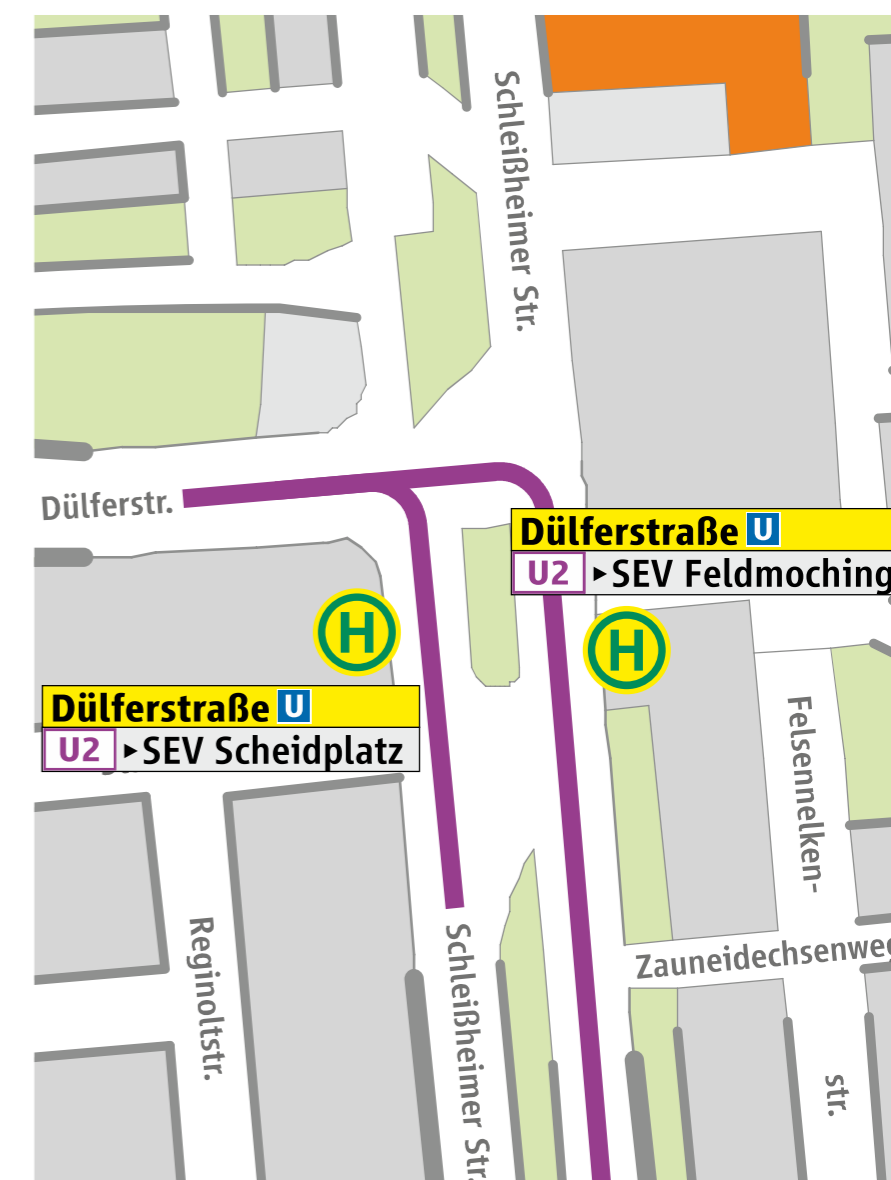 Schleißheimer Str.
Dülferstr.
Dülferstraße U
U2 ▸SEV Feldmoching
H
H
Dülferstraße U
U2 ▸SEV Scheidplatz
Felsennelken-
str.
Zauneidechsenweg
Reginoltstr.
Schleißheimer Str.